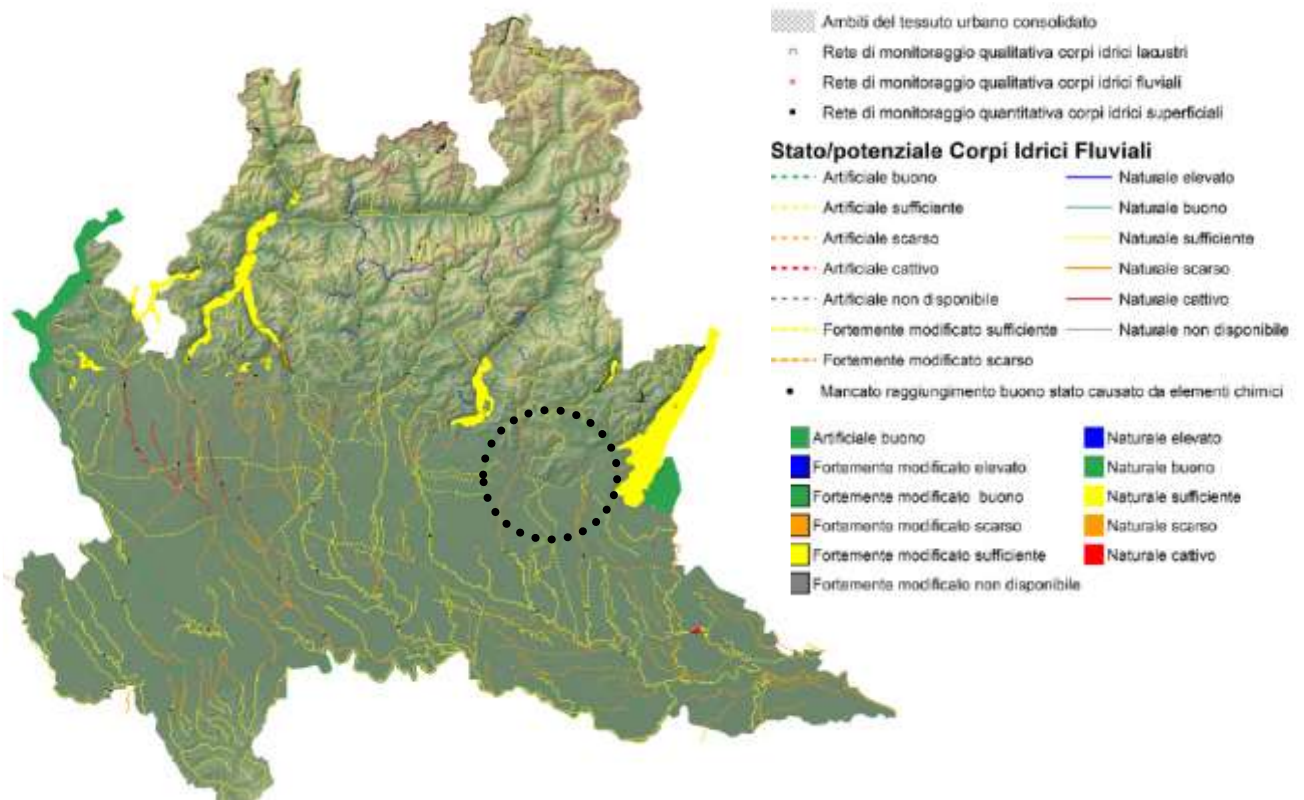 Ambiti del tessuto urbano consolidato
Rete di monitoraggio qualitativa corpi idrici lacustri
Rete di monitoraggio qualitativa corpi idrici fluviali
Rete di monitoraggio quantitativa corpi idrici superficiali
Stato/potenziale Corpi Idrici Fluviali
Artificiale buono
Artificiale sufficiente
Artificiale scarso
Artificiale cattivo
Artificiale non disponibile
Fortemente modificato sufficiente
Fortemente modificato scarso
Naturale elevato
Naturale buono
Naturale sufficiente
Naturale scarso
Naturale cattivo
Naturale non disponibile
Mancato raggiungimento buono stato causato da elementi chimici
Artificiale buono
Fortemente modificato elevato
Fortemente modificato buono
Fortemente modificato scarso
Fortemente modificato sufficiente
Fortemente modificato non disponibile
Naturale elevato
Naturale buono
Naturale sufficiente
Naturale scarso
Naturale cattivo